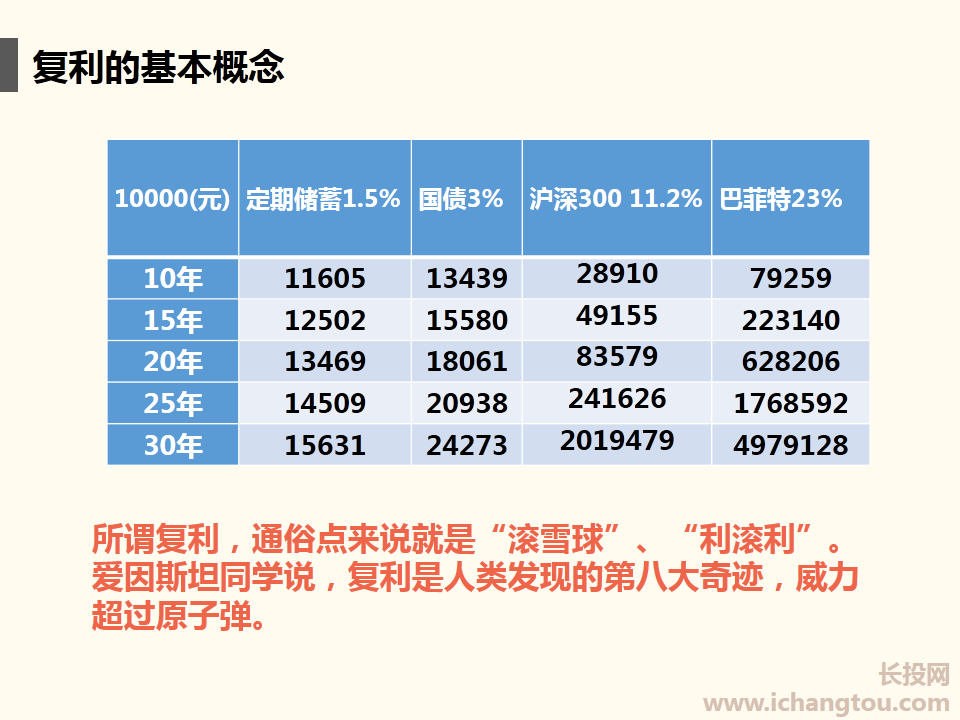 复利的基本概念
10000(元) 定期储蓄1.5% 国债3% 沪深300 11.2% 巴菲特23%
10年 11605 13439 28910 79259
15年 12502 15580 49155 223140
20年 13469 18061 83579 628206
25年 14509 20938 241626 1768592
30年 15631 24273 2019479 4979128
所谓复利，通俗点来说就是“滚雪球”、“利滚利”。
爱因斯坦同学说，复利是人类发现的第八大奇迹，威力
超过原子弹。
长投网
www.ichangtou.com